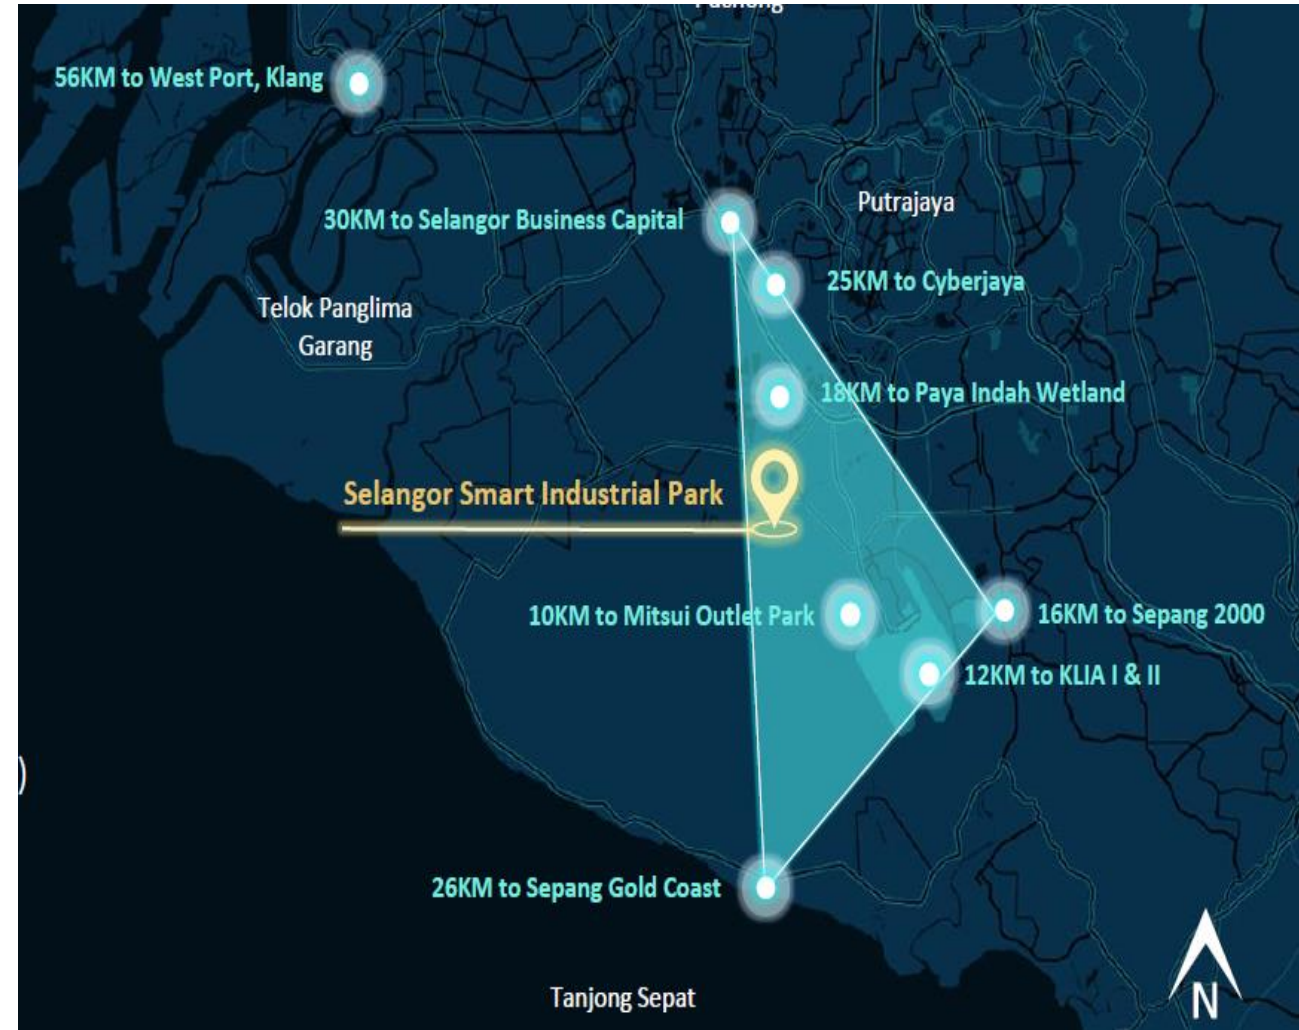 56KM to West Port, Klang
30KM to Selangor Business Capital
Putrajaya
25KM to Cyberjaya
Telok Panglima
Garang
18KM to Paya Indah Wetland
Selangor Smart Industrial Park
10KM to Mitsui Outlet Park
16KM to Sepang 2000
12KM to KLIA I & II
)
26KM to Sepang Gold Coast
Tanjong Sepat
N